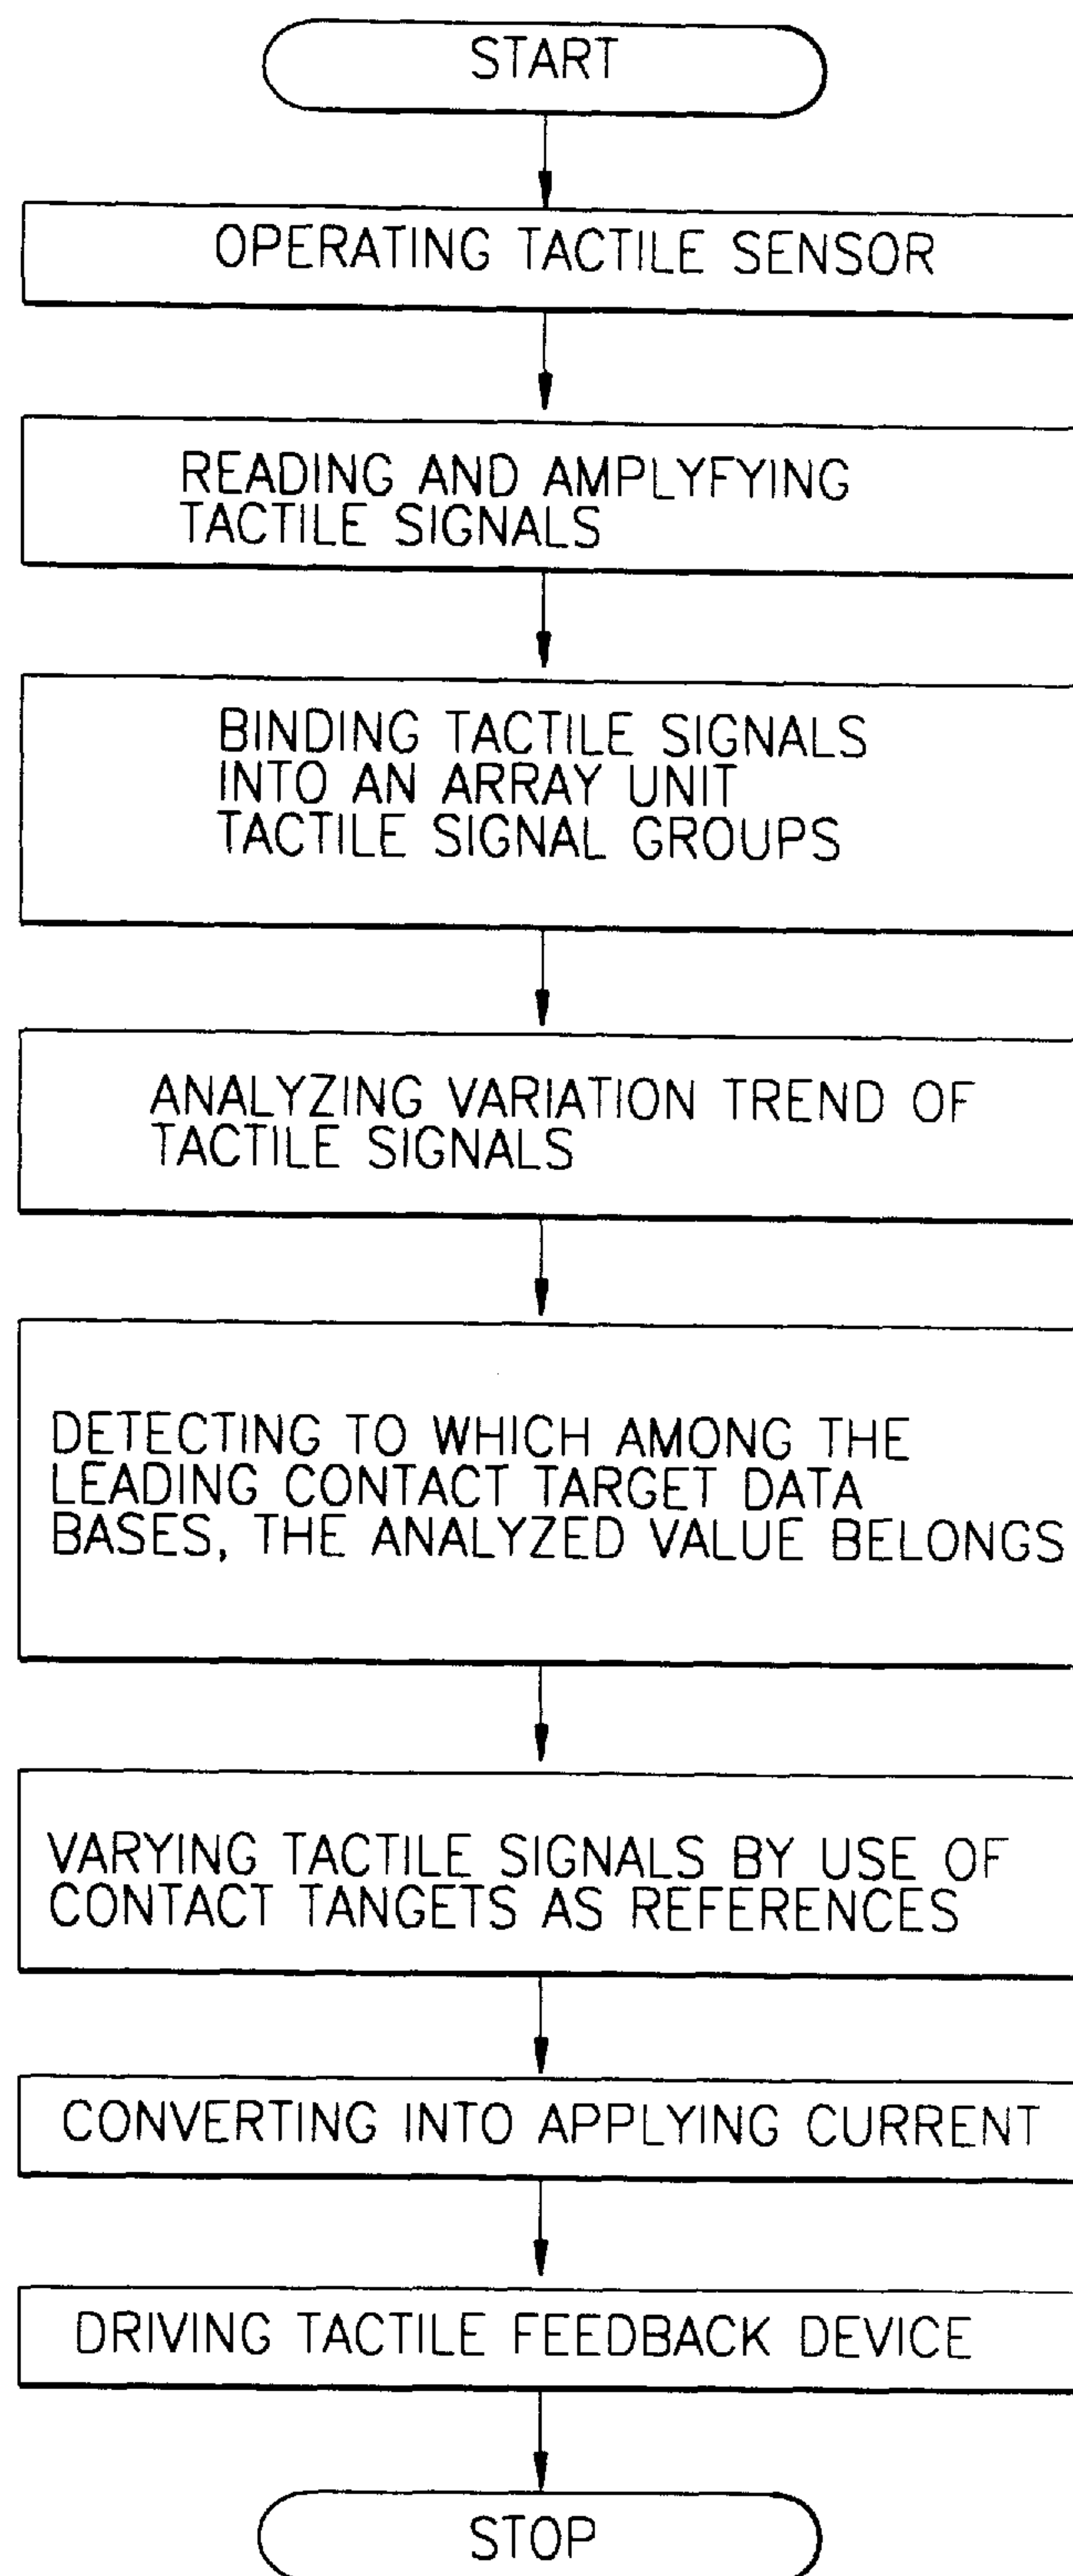 START
OPERATING TACTILE SENSOR
READING AND AMPLYFYING
TACTILE SIGNALS
BINDING TACTILE SIGNALS
INTO AN ARRAY UNIT
TACTILE SIGNAL GROUPS
ANALYZING VARIATION TREND OF
TACTILE SIGNALS
DETECTING TO WHICH AMONG THE
LEADING CONTACT TARGET DATA
BASES, THE ANALYZED VALUE BELONGS
VARYING TACTILE SIGNALS BY USE OF
CONTACT TANGETS AS REFERENCES
CONVERTING INTO APPLYING CURRENT
DRIVING TACTILE FEEDBACK DEVICE
STOP